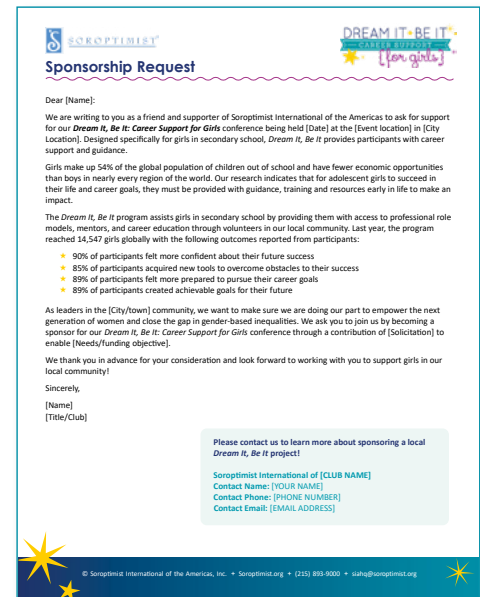 SOROPTIMIST®
DREAM IT • BE IT
CAREER SUPPORT
[for girls]
Sponsorship Request
Dear [Name]:
We are writing to you as a friend and supporter of Soroptimist International of the Americas to ask for support
for our Dream It, Be It: Career Support for Girls conference being held [Date] at the [Event location] in [City
Location]. Designed specifically for girls in secondary school, Dream It, Be It provides participants with career
support and guidance.
Girls make up 54% of the global population of children out of school and have fewer economic opportunities
than boys in nearly every region of the world. Our research indicates that for adolescent girls to succeed in
their life and career goals, they must be provided with guidance, training and resources early in life to make an
impact.
The Dream It, Be It program assists girls in secondary school by providing them with access to professional role
models, mentors, and career education through volunteers in our local community. Last year, the program
reached 14,547 girls globally with the following outcomes reported from participants:
90% of participants felt more confident about their future success
85% of participants acquired new tools to overcome obstacles to their success
89% of participants felt more prepared to pursue their career goals
89% of participants created achievable goals for their future
As leaders in the [City/town] community, we want to make sure we are doing our part to empower the next
generation of women and close the gap in gender-based inequalities. We ask you to join us by becoming a
sponsor for our Dream It, Be It: Career Support for Girls conference through a contribution of [Solicitation] to
enable [Needs/funding objective].
We thank you in advance for your consideration and look forward to working with you to support girls in our
local community!
Sincerely,
[Name]
[Title/Club]
Please contact us to learn more about sponsoring a local
Dream It, Be It project!
Soroptimist International of [CLUB NAME]
Contact Name: [YOUR NAME]
Contact Phone: [PHONE NUMBER]
Contact Email: [EMAIL ADDRESS]
© Soroptimist International of the Americas, Inc. + Soroptimist.org + (215) 893-9000 + siahq@soroptimist.org